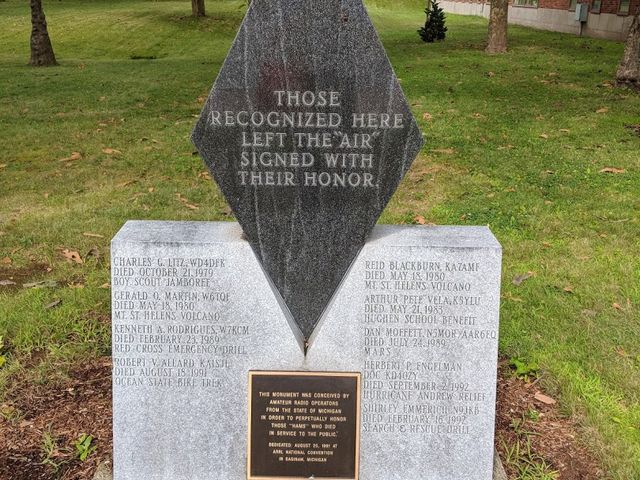 THOSE
RECOGNIZED HERE
LEFT THE "AIR"
SIGNED WITH
THEIR HONOR.
CHARLES G. LITZ, WD4DFK
DIED OCTOBER 21, 1979
BOY SCOUT JAMBOREE
GERALD O. MARTIN, W6TQF
DIED MAY 18, 1980
MT. ST. HELENS VOLCANO
KENNETH A. RODRIGUES, W7KCM
DIED FEBRUARY 23, 1989
RED CROSS EMERGENCY DRILL
ROBERT V. ALLARD
DIED AUGUST 18, 1991
OCEAN STATE BIKE TREK
REID BLACKBURN, KA7AMF
DIED MAY 18, 1980
MT. ST. HELENS VOLCANO
ARTHUR PETE VELA, K5YLU
DIED MAY 21, 1983
HUGHEN SCHOOL BENEFIT
DAN MOFFETT, N5MOH/AAR6EQ
DIED JULY 24, 1989
M A R S
HERBERT P. ENGELMAN
DOC
DIED SEPTEMBER 2, 1992
HURRICANE ANDREW RELIEF
SHIRLEY EMMERICH, N9JKB
DIED FEBRUARY 18, 1992
SEARCH & RESCUE DRILL
THIS MONUMENT WAS CONCEIVED BY
AMATEUR RADIO OPERATORS
FROM THE STATE OF MICHIGAN
IN ORDER TO PERPETUALLY HONOR
THOSE "HAMS" WHO DIED
IN SERVICE TO THE PUBLIC.
DEDICATED: AUGUST 25, 1991 AT
ARRL NATIONAL CONVENTION
IN SAGINAW, MICHIGAN